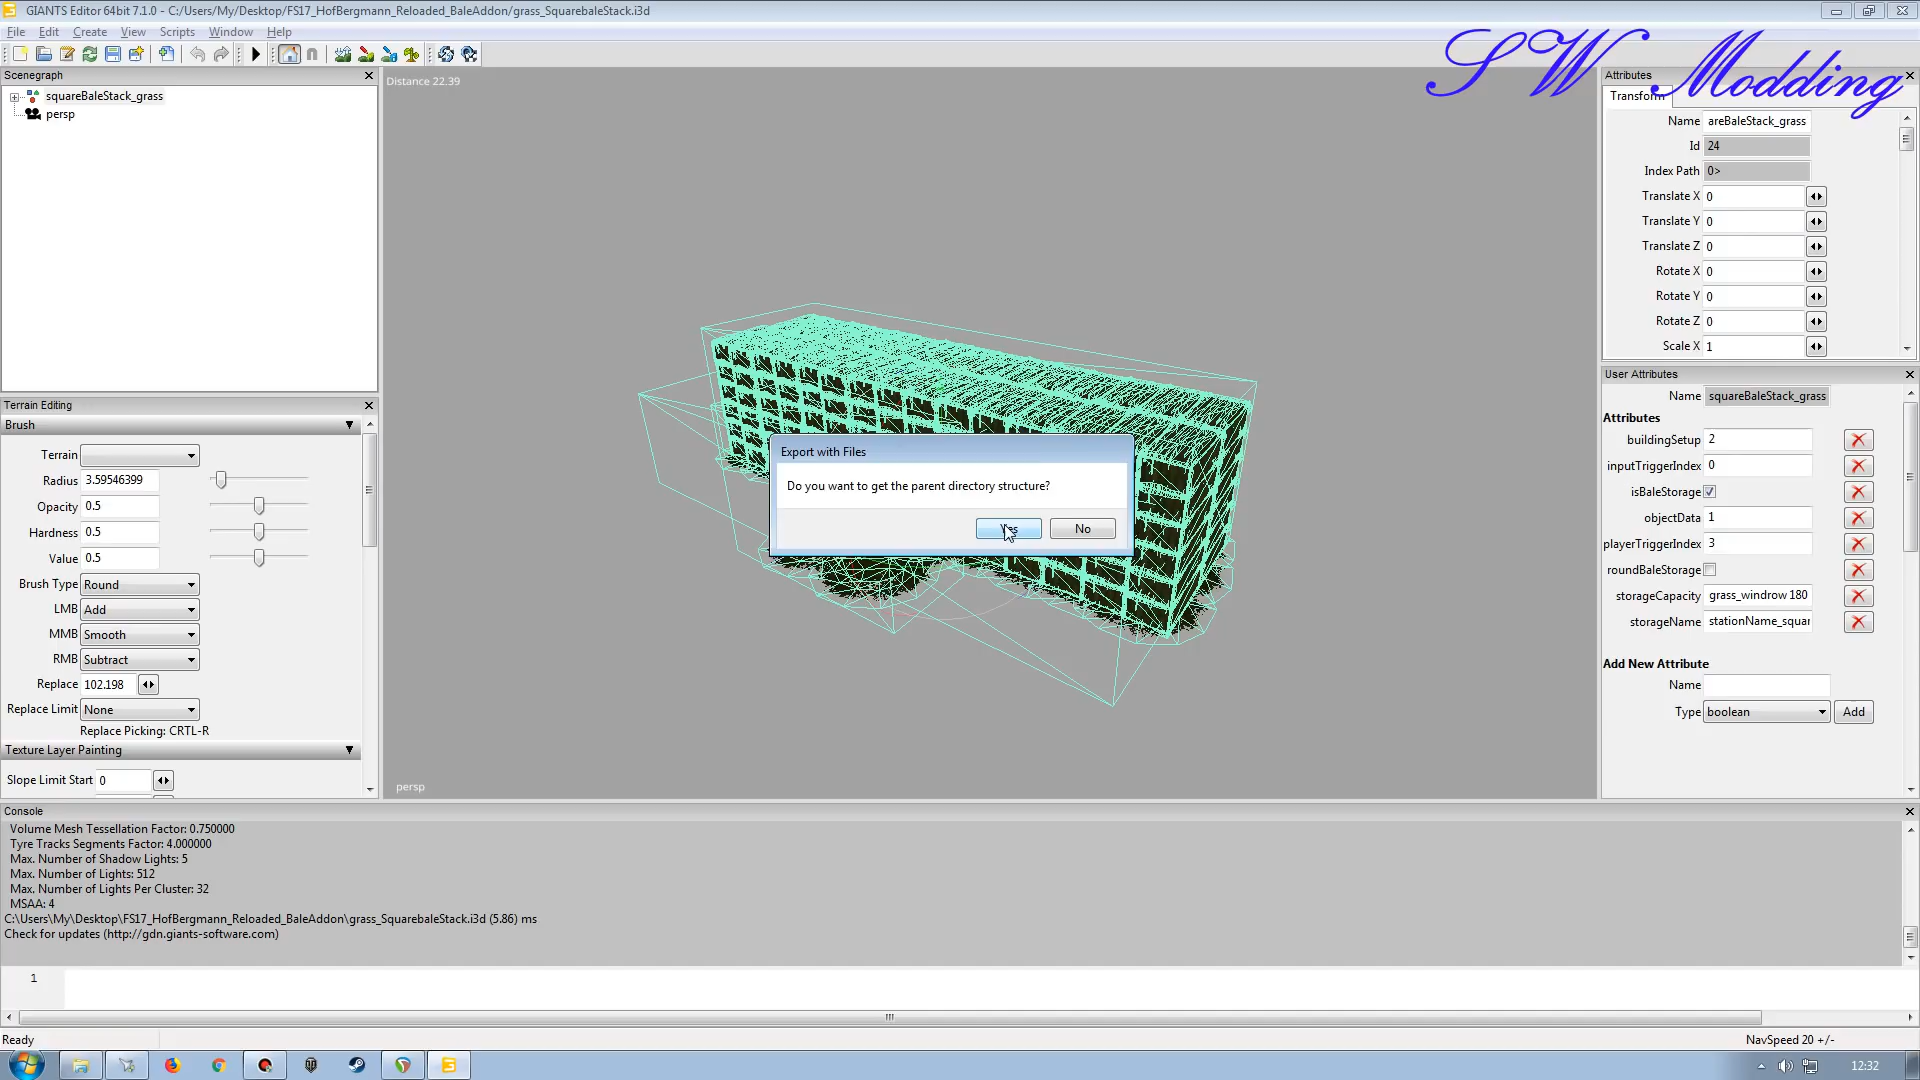 GIANTS Editor 64bit 7.1.0 - C:/Users/My/Desktop/FS17_HofBergmann_Reloaded_BaleAddon/grass_SquarebaleStack.i3d
File Edit Create View Scripts Window Help
SW Modding
Scenegraph
squareBaleStack_grass
persp
Distance 22.39
Terrain Editing
Brush
Terrain
Radius 3.59546399
Opacity 0.5
Hardness 0.5
Value 0.5
Brush Type Round
LMB Add
MMB Smooth
RMB Subtract
Replace 102.198
Replace Limit None
Replace Picking: CRTL-R
Texture Layer Painting
Slope Limit Start 0
Export with Files
Do you want to get the parent directory structure?
Yes No
persp
Attributes
Transform
Name areBaleStack_grass
Id 24
Index Path 0>
Translate X 0
Translate Y 0
Translate Z 0
Rotate X 0
Rotate Y 0
Rotate Z 0
Scale X 1
User Attributes
Name squareBaleStack_grass
Attributes
buildingSetup 2
inputTriggerIndex 0
isBaleStorage
objectData 1
playerTriggerIndex 3
roundBaleStorage
storageCapacity grass_windrow 180
storageName stationName_squar
Add New Attribute
Name
Type boolean Add
Console
Volume Mesh Tessellation Factor: 0.750000
Tyre Tracks Segments Factor: 4.000000
Max. Number of Shadow Lights: 5
Max. Number of Lights: 512
Max. Number of Lights Per Cluster: 32
MSAA: 4
C:\Users\My\Desktop\FS17_HofBergmann_Reloaded_BaleAddon\grass_SquarebaleStack.i3d (5.86) ms
Check for updates (http://gdn.giants-software.com)
1
Ready
NavSpeed 20 +/-
12:32